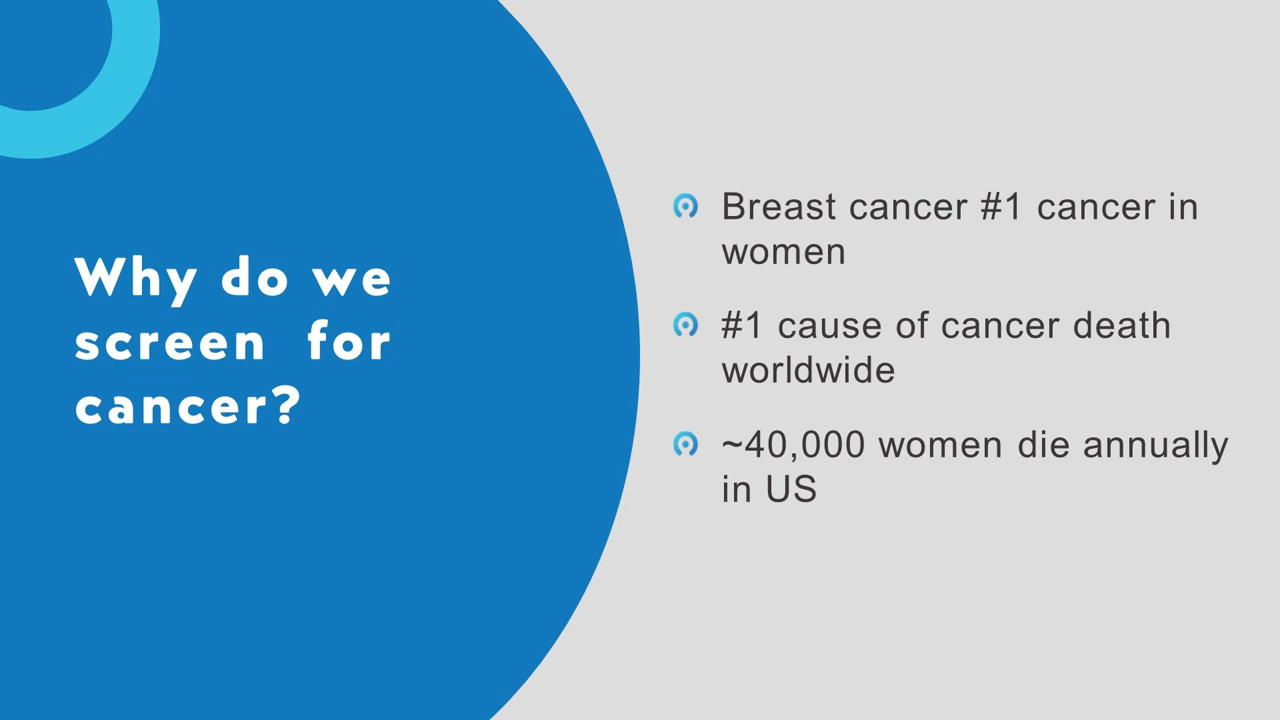 Why do we
screen for
cancer?
Breast cancer #1 cancer in
women
#1 cause of cancer death
worldwide
~40,000 women die annually
in US